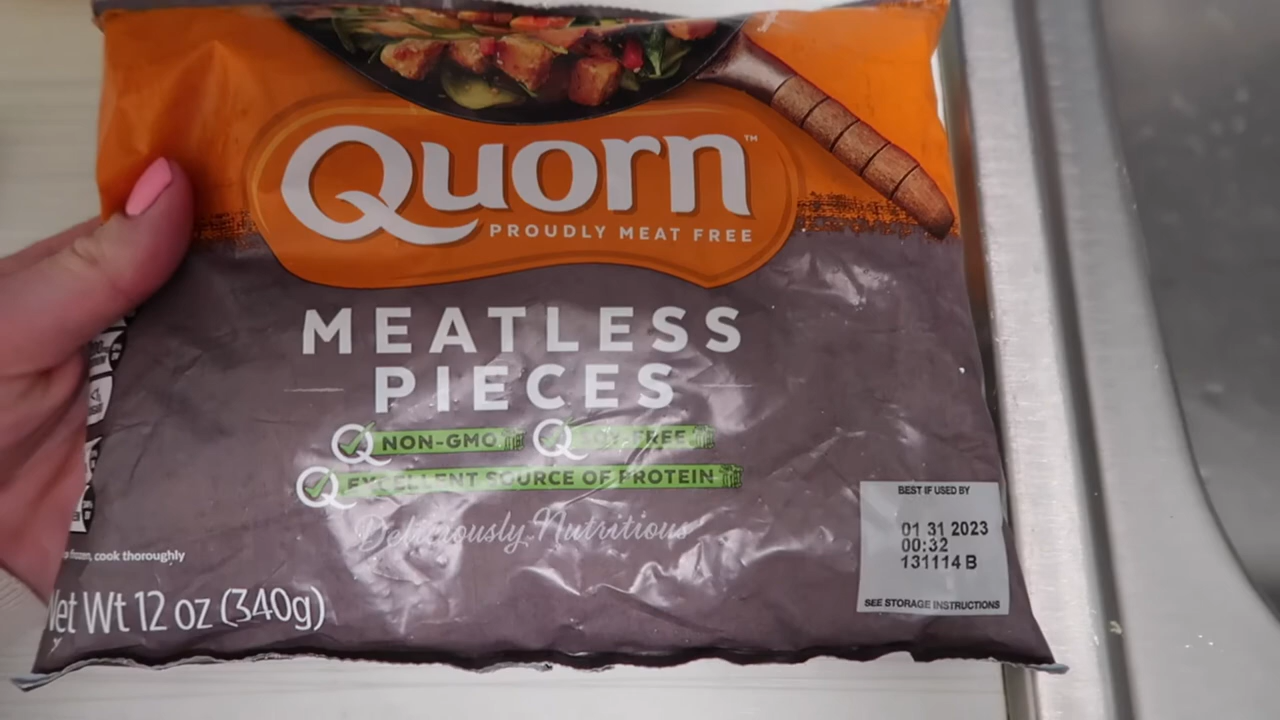 Quorn™
PROUDLY MEAT FREE
MEATLESS
PIECES
NON-GMO SOY-FREE
EXCELLENT SOURCE OF PROTEIN
Deliciously Nutritious
BEST IF USED BY
01 31 2023
00:32
131114 B
SEE STORAGE INSTRUCTIONS
frozen, cook thoroughly
Net Wt 12 oz (340g)